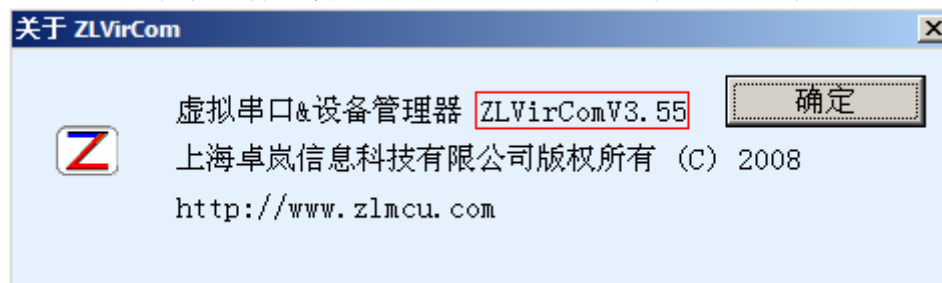 关于 ZLVirCom
虚拟串口&设备管理器 ZLVirComV3.55
确定
上海卓岚信息科技有限公司版权所有 (C) 2008
http://www.zlmcu.com